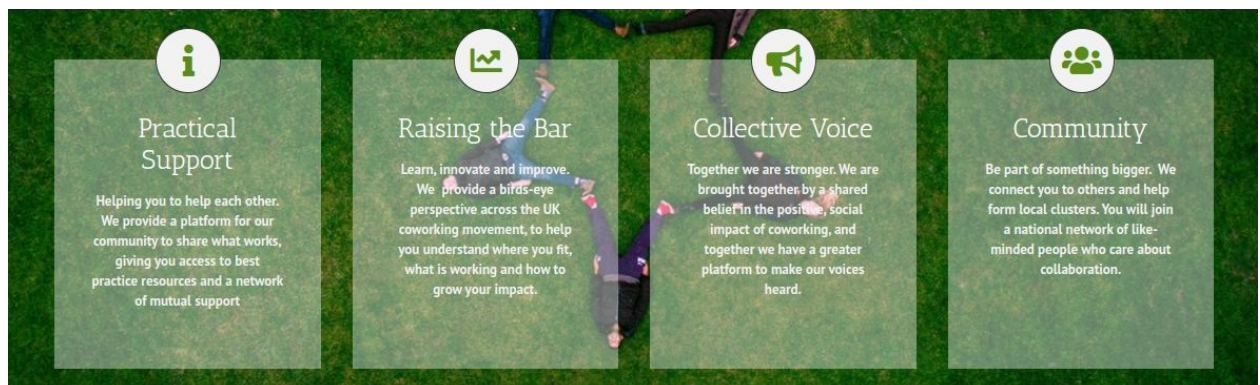 Practical
Support
Helping you to help each other.
We provide a platform for our
community to share what works,
giving you access to best
practice resources and a network
of mutual support
Raising the Bar
Learn, innovate and improve.
We provide a birds-eye
perspective across the UK
coworking movement, to help
you understand where you fit,
what is working and how to
grow your impact.
Collective Voice
Together we are stronger. We are
brought together by a shared
belief in the positive, social
impact of coworking, and
together we have a greater
platform to make our voices
heard.
Community
Be part of something bigger. We
connect you to others and help
form local clusters. You will join
a national network of like-
minded people who care about
collaboration.